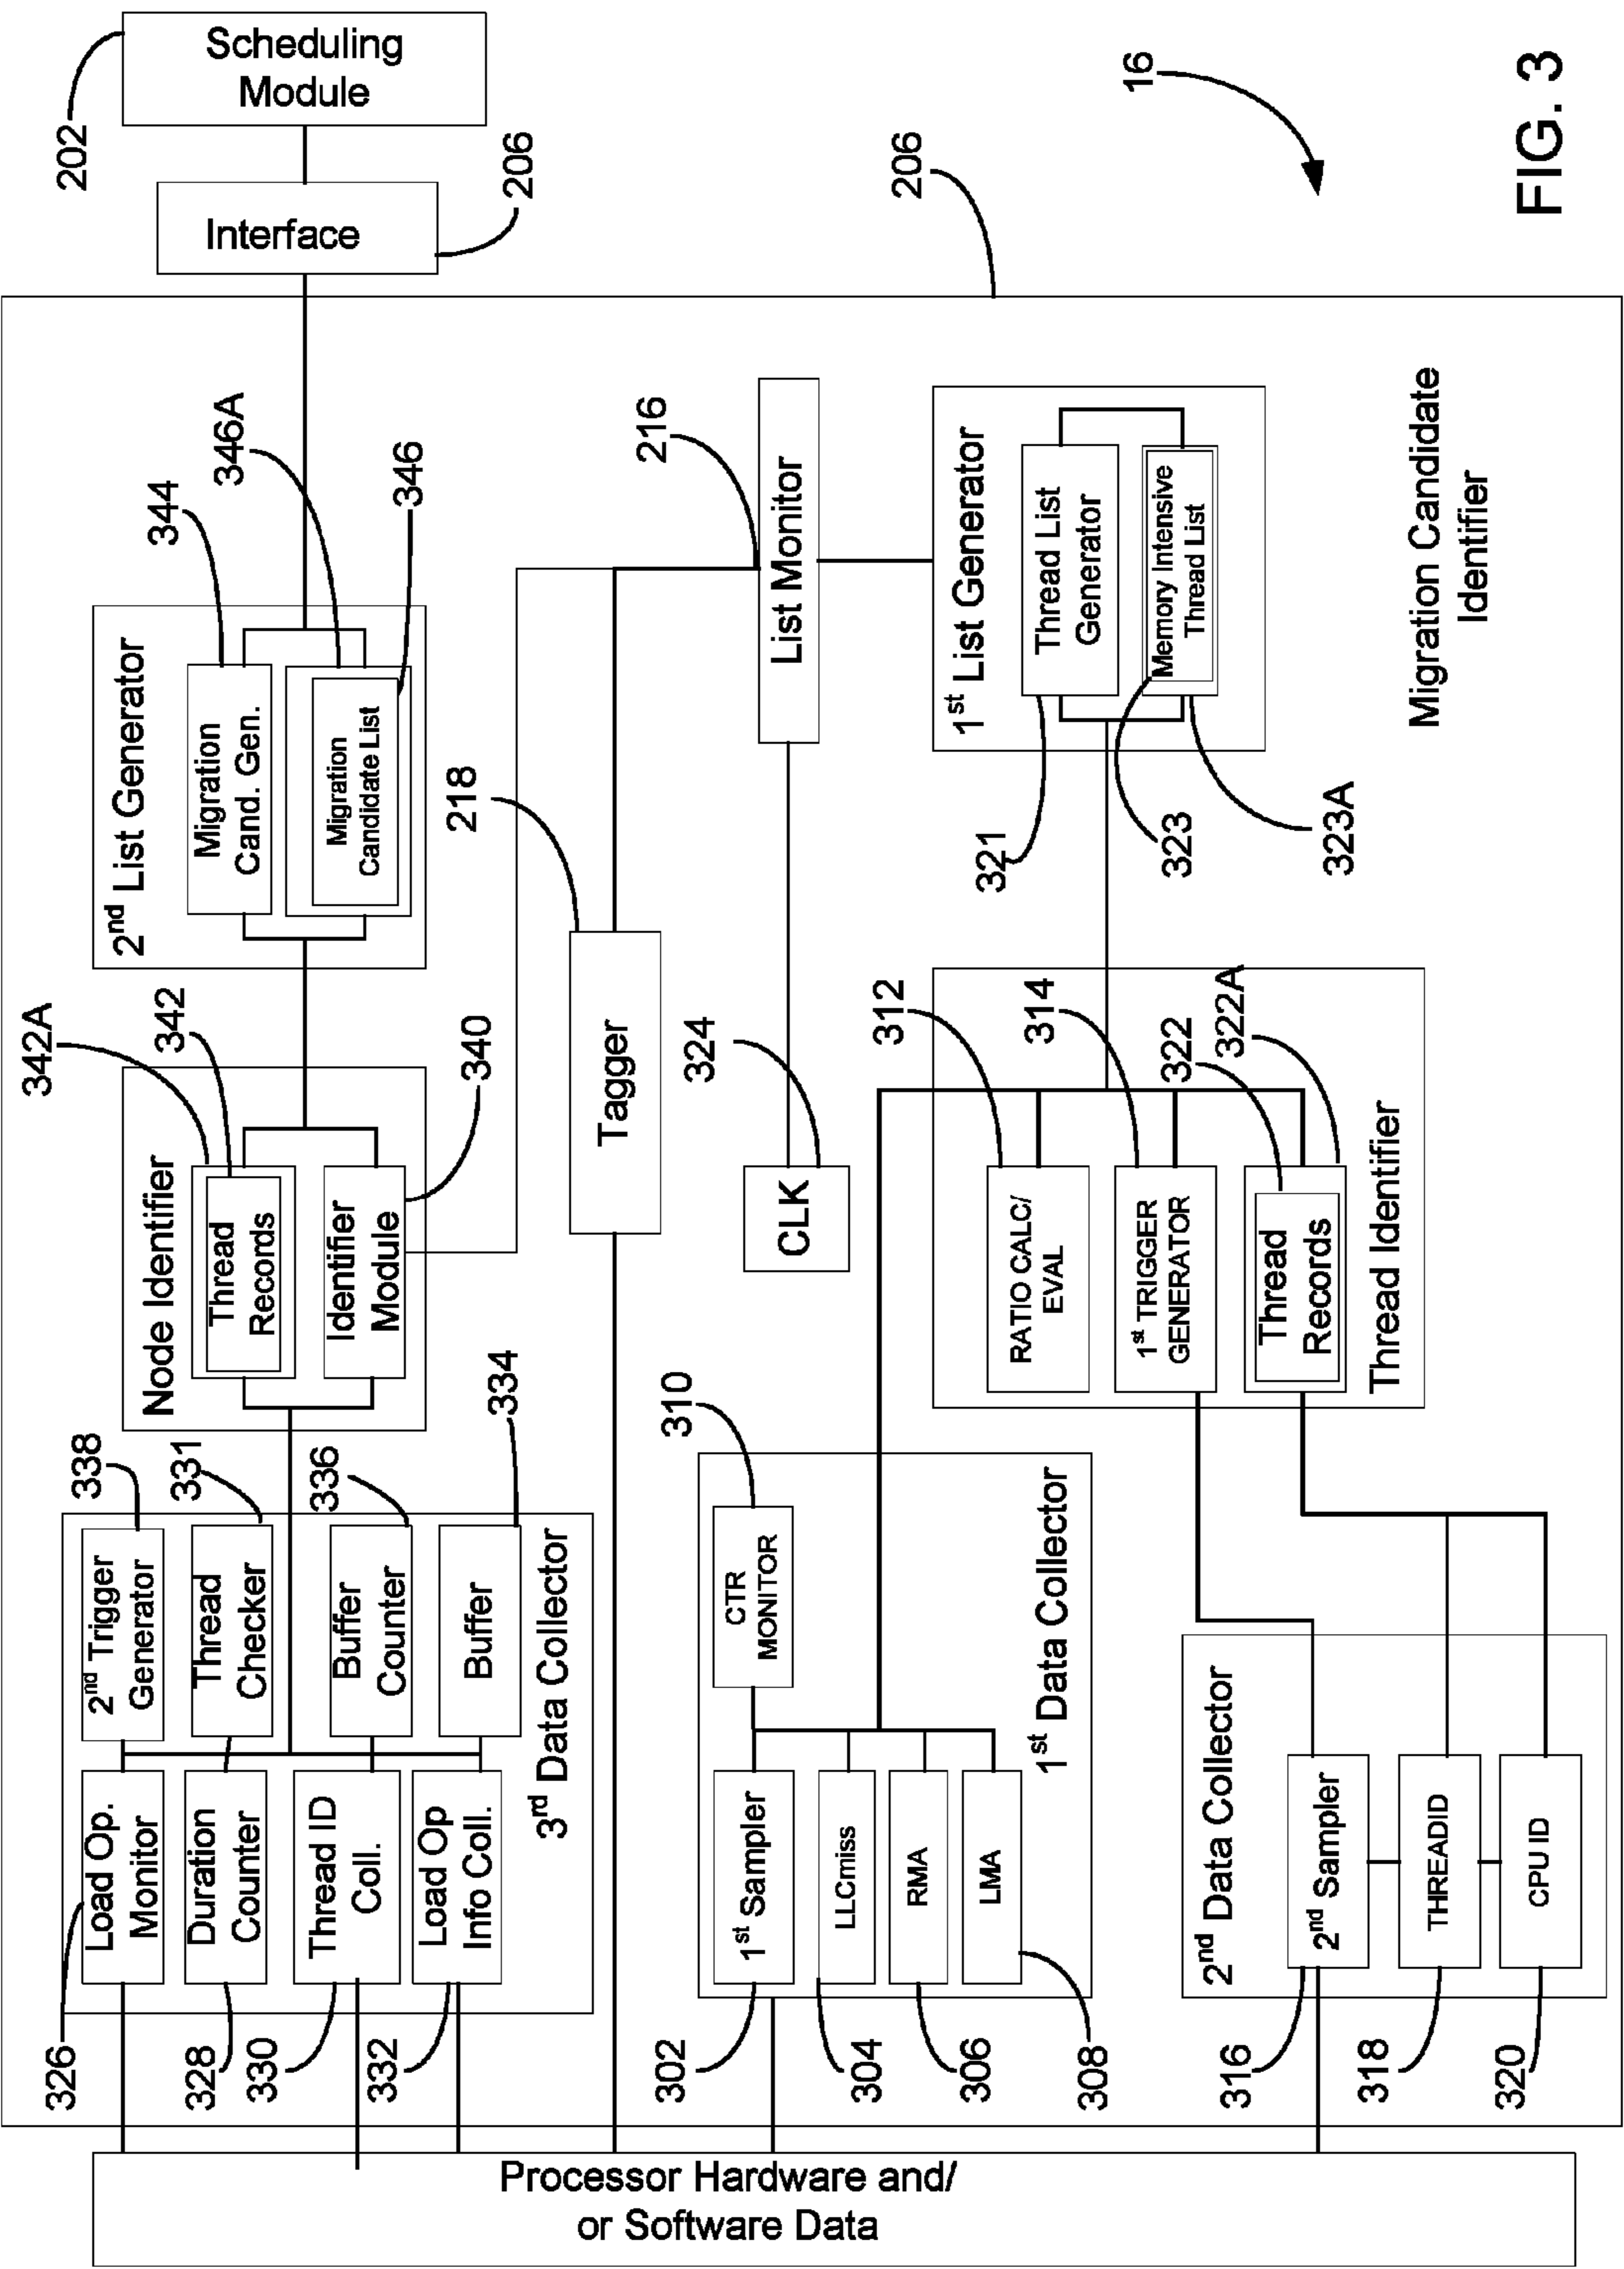 202
Scheduling
Module
Interface
206
206
16
FIG. 3
344
346A
346
2nd List Generator
Migration
Cand. Gen.
Migration
Candidate List
216
List Monitor
1st List Generator
Thread List
Generator
Memory Intensive
Thread List
321
323
323A
Migration Candidate
Identifier
218
Tagger
324
CLK
342A
342
340
Node Identifier
Thread
Records
Identifier
Module
312
314
322
322A
RATIO CALC/
EVAL
1st TRIGGER
GENERATOR
Thread
Records
Thread Identifier
338
331
336
334
2nd Trigger
Generator
Thread
Checker
Buffer
Counter
Buffer
3rd Data Collector
Load Op.
Monitor
Duration
Counter
Thread ID
Coll.
Load Op
Info Coll.
326
328
330
332
310
CTR
MONITOR
1st Data Collector
1st Sampler
LLCmiss
RMA
LMA
302
304
306
308
2nd Data Collector
2nd Sampler
THREADID
CPU ID
316
318
320
Processor Hardware and/
or Software Data